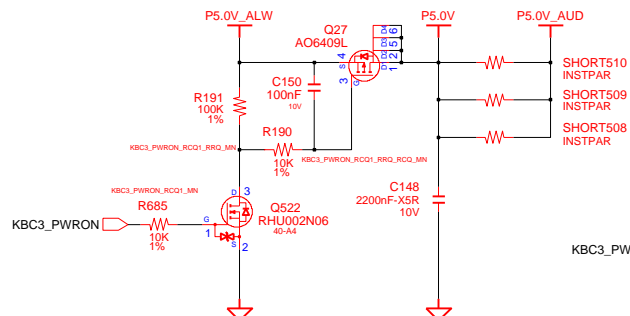 P5.0V_ALW
Q27
AO6409L
P5.0V
P5.0V_AUD
4
S
D4 6
D3 5
D2 2
D1 1
3
G
R191
100K
1%
C150
100nF
10V
SHORT510
INSTPAR
SHORT509
INSTPAR
SHORT508
INSTPAR
R190
10K
1%
KBC3_PWRON_RCQ1_RRQ_MN
KBC3_PWRON_RCQ1_RRQ_RCQ_MN
KBC3_PWRON_RCQ1_MN
D 3
Q522
RHU002N06
40-A4
G
1
S
2
KBC3_PWRON
R685
10K
1%
C148
2200nF-X5R
10V
KBC3_PW